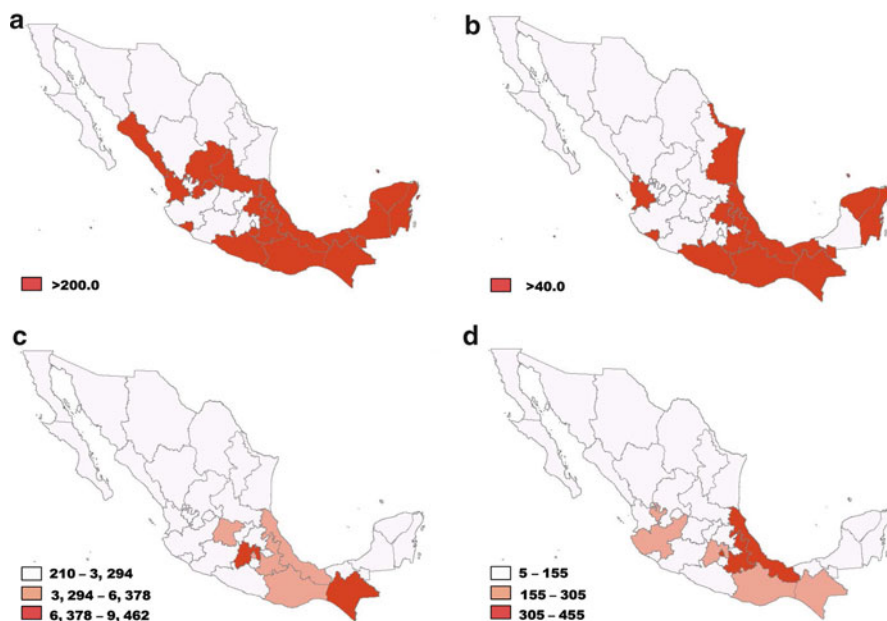 a
b
>200.0
>40.0
c
d
210 – 3, 294
3, 294 – 6, 378
6, 378 – 9, 462
5 – 155
155 – 305
305 – 455